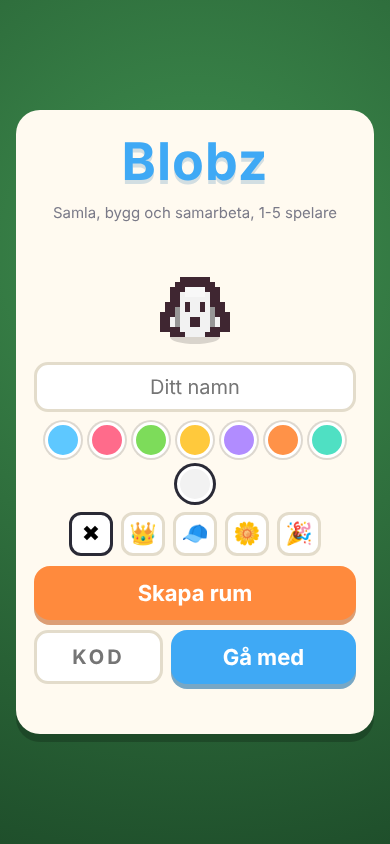 Blobz
Samla, bygg och samarbeta, 1-5 spelare
Ditt namn
Skapa rum
KOD
Gå med